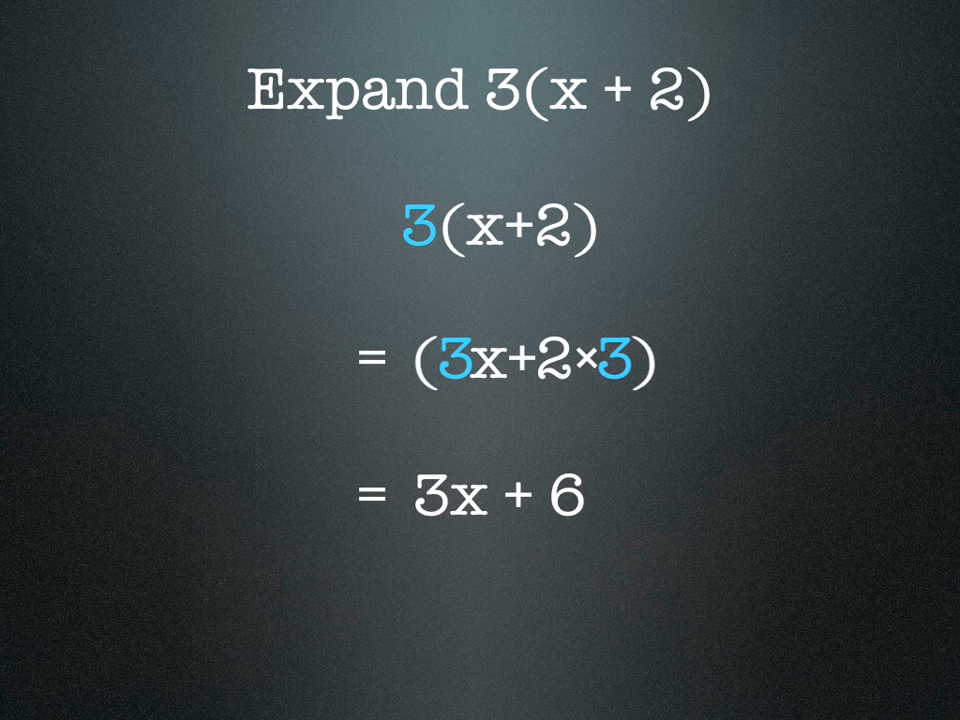 Expand 3(x + 2)
3(x+2)
= (3x+2×3)
= 3x + 6